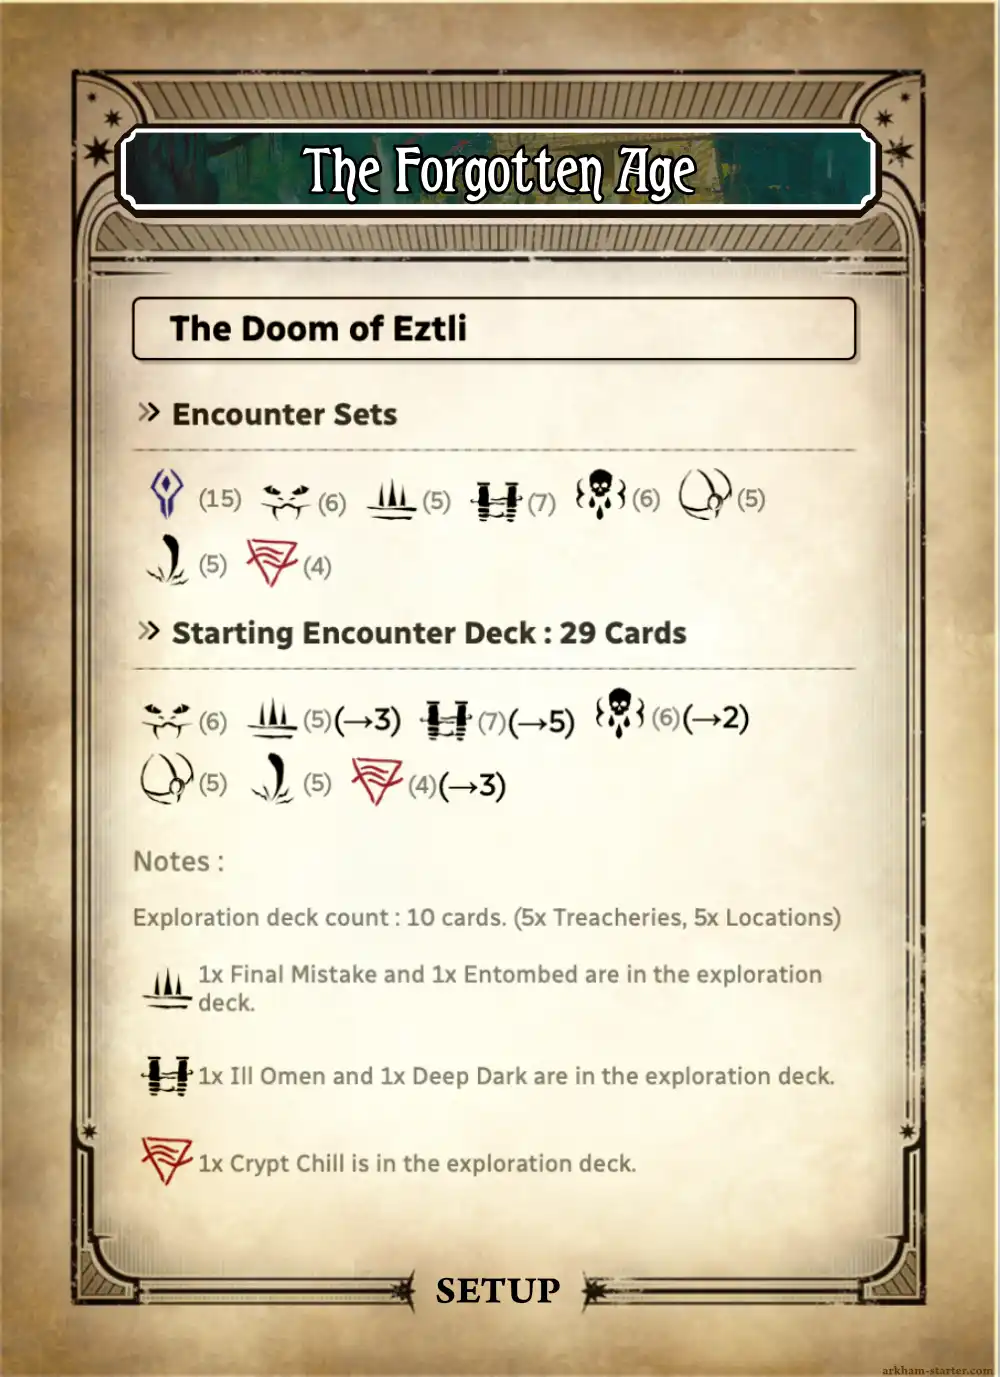 The Forgotten Age
The Doom of Eztli
» Encounter Sets
(15) (6) (5) (7) (6) (5)
(5) (4)
» Starting Encounter Deck : 29 Cards
(6) (5)(→3) (7)(→5) (6)(→2)
(5) (5) (4)(→3)
Notes :
Exploration deck count : 10 cards. (5x Treacheries, 5x Locations)
1x Final Mistake and 1x Entombed are in the exploration
deck.
1x Ill Omen and 1x Deep Dark are in the exploration deck.
1x Crypt Chill is in the exploration deck.
SETUP
arkham-starter.com